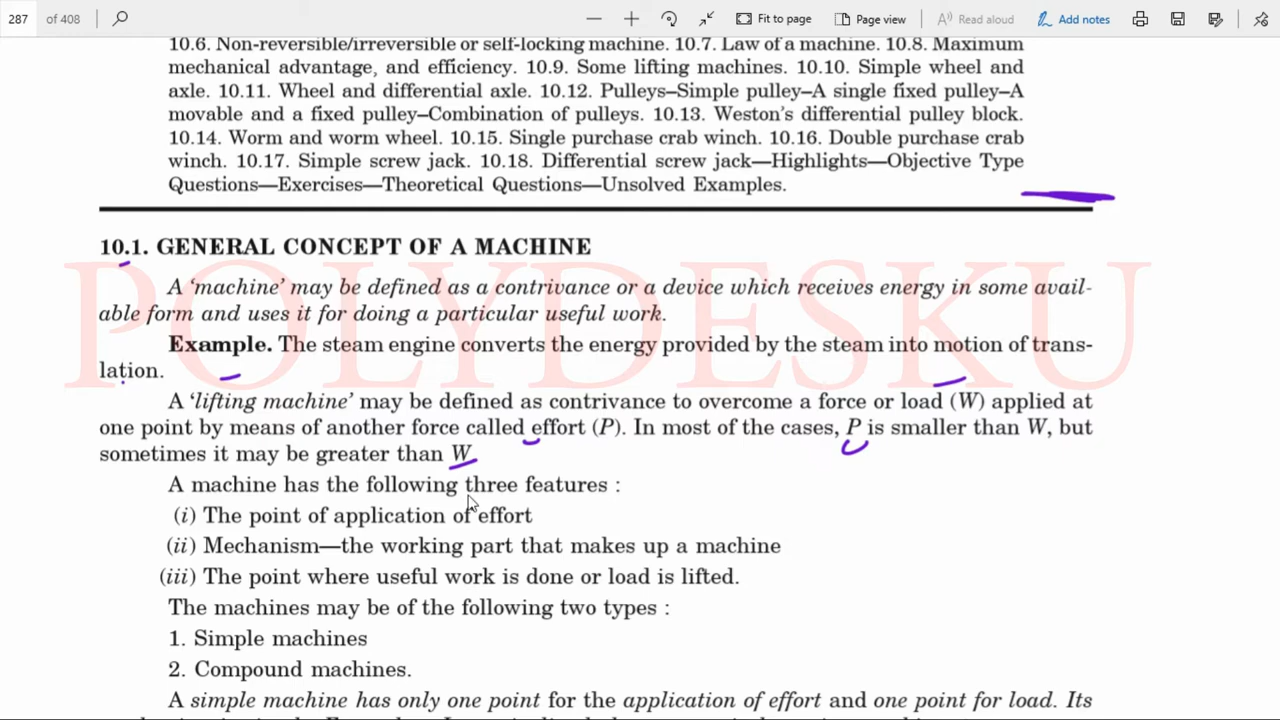 287 of 408 Fit to page Page view Read aloud Add notes
10.6. Non-reversible/irreversible or self-locking machine. 10.7. Law of a machine. 10.8. Maximum
mechanical advantage, and efficiency. 10.9. Some lifting machines. 10.10. Simple wheel and
axle. 10.11. Wheel and differential axle. 10.12. Pulleys–Simple pulley–A single fixed pulley–A
movable and a fixed pulley–Combination of pulleys. 10.13. Weston's differential pulley block.
10.14. Worm and worm wheel. 10.15. Single purchase crab winch. 10.16. Double purchase crab
winch. 10.17. Simple screw jack. 10.18. Differential screw jack—Highlights—Objective Type
Questions—Exercises—Theoretical Questions—Unsolved Examples.
10.1. GENERAL CONCEPT OF A MACHINE
POLYDESKU
A 'machine' may be defined as a contrivance or a device which receives energy in some avail-
able form and uses it for doing a particular useful work.
Example. The steam engine converts the energy provided by the steam into motion of trans-
lation.
A 'lifting machine' may be defined as contrivance to overcome a force or load (W) applied at
one point by means of another force called effort (P). In most of the cases, P is smaller than W, but
sometimes it may be greater than W
A machine has the following three features :
(i) The point of application of effort
(ii) Mechanism—the working part that makes up a machine
(iii) The point where useful work is done or load is lifted.
The machines may be of the following two types :
1. Simple machines
2. Compound machines.
A simple machine has only one point for the application of effort and one point for load. Its